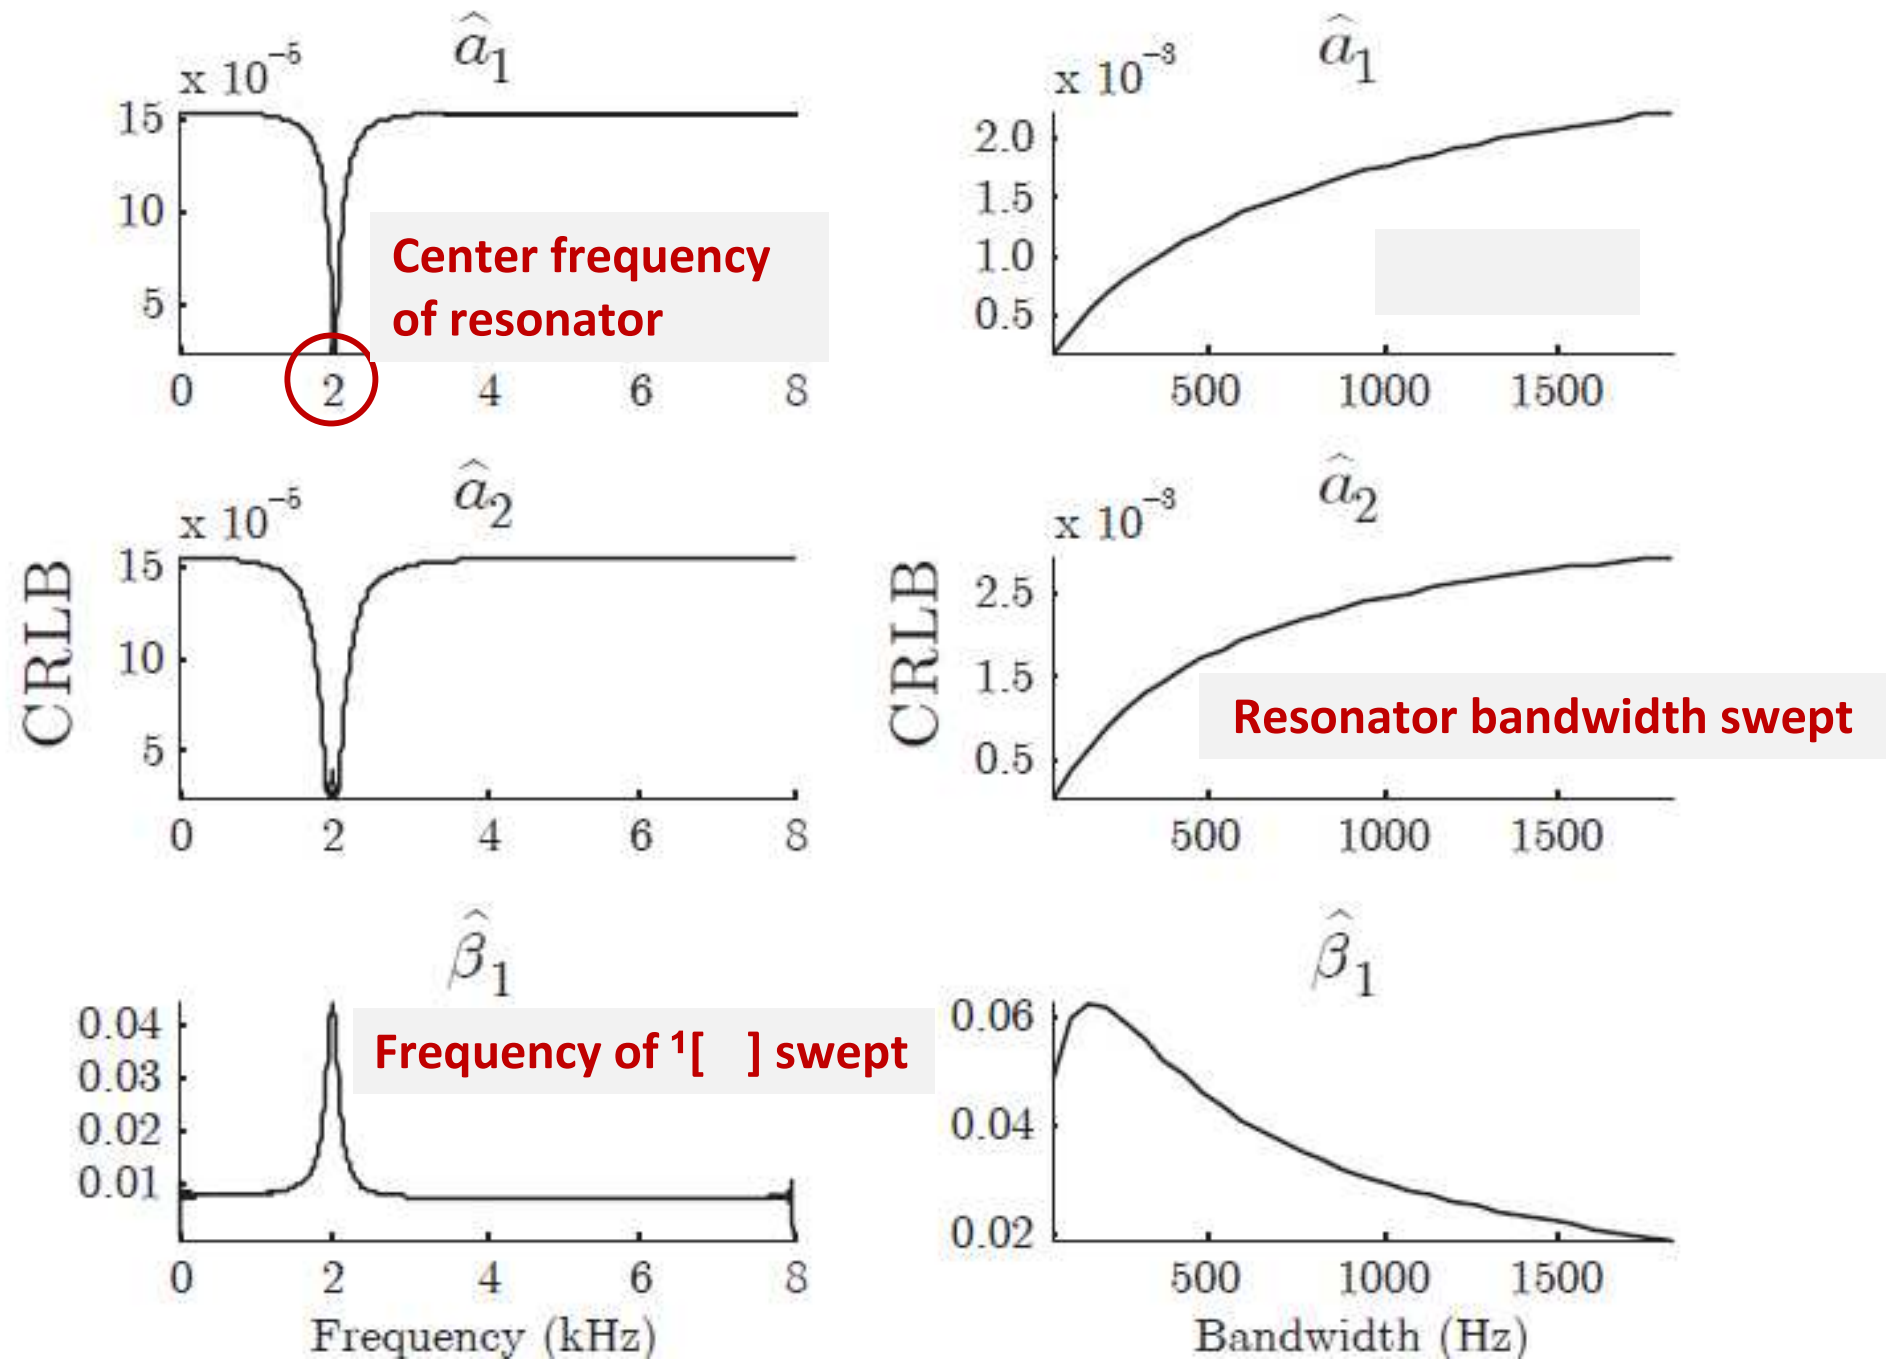 â₁
x 10⁻⁵
15
10
5
Center frequency
of resonator
0 2 4 6 8
â₁
x 10⁻³
2.0
1.5
1.0
0.5
500 1000 1500
â₂
x 10⁻⁵
15
10
5
CRLB
0 2 4 6 8
â₂
x 10⁻³
2.5
1.5
0.5
CRLB
Resonator bandwidth swept
500 1000 1500
β̂₁
0.04
0.03
0.02
0.01
Frequency of ¹[ ] swept
0 2 4 6 8
Frequency (kHz)
β̂₁
0.06
0.04
0.02
500 1000 1500
Bandwidth (Hz)